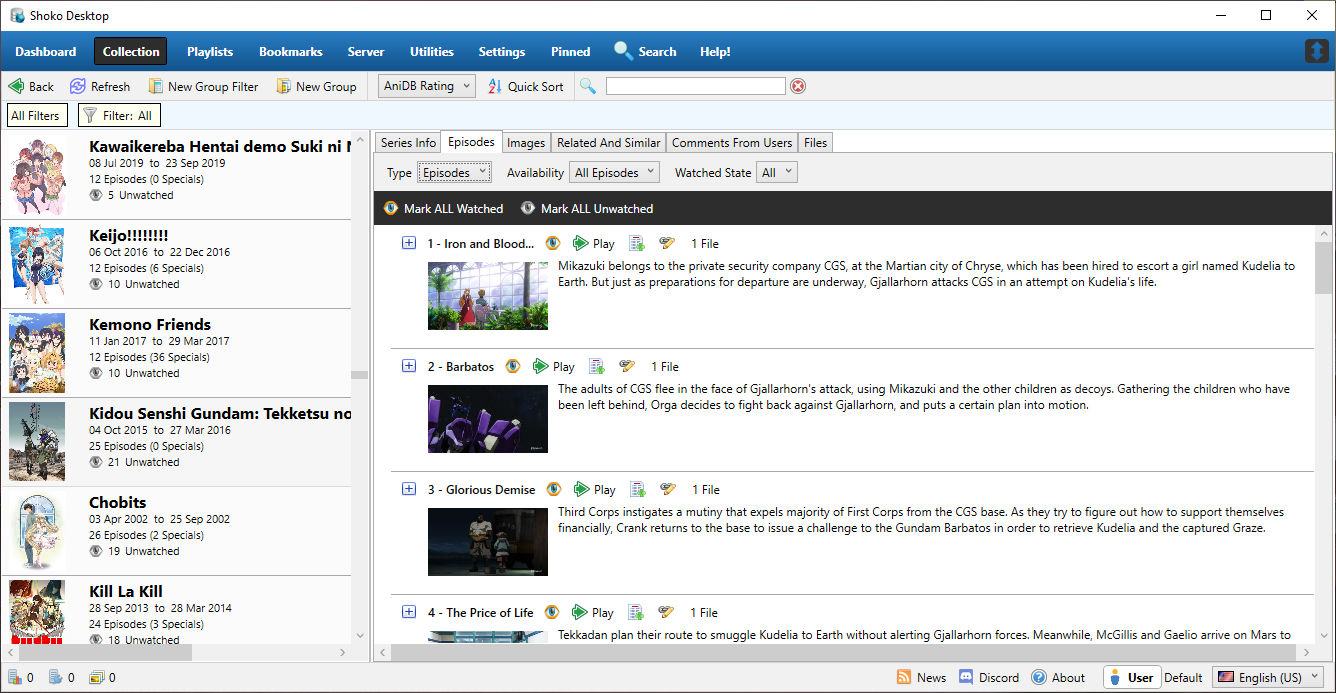 Shoko Desktop
Dashboard Collection Playlists Bookmarks Server Utilities Settings Pinned Search Help!
Back Refresh New Group Filter New Group AniDB Rating Quick Sort
All Filters Filter: All
Kawaikereba Hentai demo Suki ni
08 Jul 2019 to 23 Sep 2019
12 Episodes (0 Specials)
5 Unwatched
Keijo!!!!!!!!
06 Oct 2016 to 22 Dec 2016
12 Episodes (6 Specials)
10 Unwatched
Kemono Friends
11 Jan 2017 to 29 Mar 2017
12 Episodes (36 Specials)
10 Unwatched
Kidou Senshi Gundam: Tekketsu no
04 Oct 2015 to 27 Mar 2016
25 Episodes (0 Specials)
21 Unwatched
Chobits
03 Apr 2002 to 25 Sep 2002
26 Episodes (2 Specials)
19 Unwatched
Kill La Kill
28 Sep 2013 to 28 Mar 2014
24 Episodes (3 Specials)
18 Unwatched
Series Info Episodes Images Related And Similar Comments From Users Files
Type Episodes Availability All Episodes Watched State All
Mark ALL Watched Mark ALL Unwatched
1 - Iron and Blood... Play 1 File
Mikazuki belongs to the private security company CGS, at the Martian city of Chryse, which has been hired to escort a girl named Kudelia to
Earth. But just as preparations for departure are underway, Gjallarhorn attacks CGS in an attempt on Kudelia's life.
2 - Barbatos Play 1 File
The adults of CGS flee in the face of Gjallarhorn's attack, using Mikazuki and the other children as decoys. Gathering the children who have
been left behind, Orga decides to fight back against Gjallarhorn, and puts a certain plan into motion.
3 - Glorious Demise Play 1 File
Third Corps instigates a mutiny that expels majority of First Corps from the CGS base. As they try to figure out how to support themselves
financially, Crank returns to the base to issue a challenge to the Gundam Barbatos in order to retrieve Kudelia and the captured Graze.
4 - The Price of Life Play 1 File
Tekkadan plan their route to smuggle Kudelia to Earth without alerting Gjallarhorn forces. Meanwhile, McGillis and Gaelio arrive on Mars to
0 0 0 News Discord About User Default English (US)